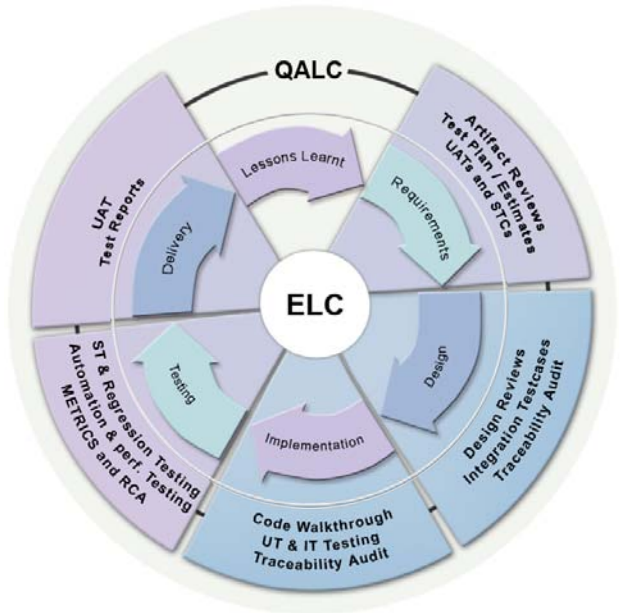 QALC
Lessons Learnt
Artifact Reviews
Test Plan / Estimates
UATs and STCs
Requirements
Design Reviews
Integration Testcases
Traceability Audit
Design
Code Walkthrough
UT & IT Testing
Traceability Audit
Implementation
ST & Regression Testing
Automation & perf. Testing
METRICS and RCA
Testing
UAT
Test Reports
Delivery
ELC